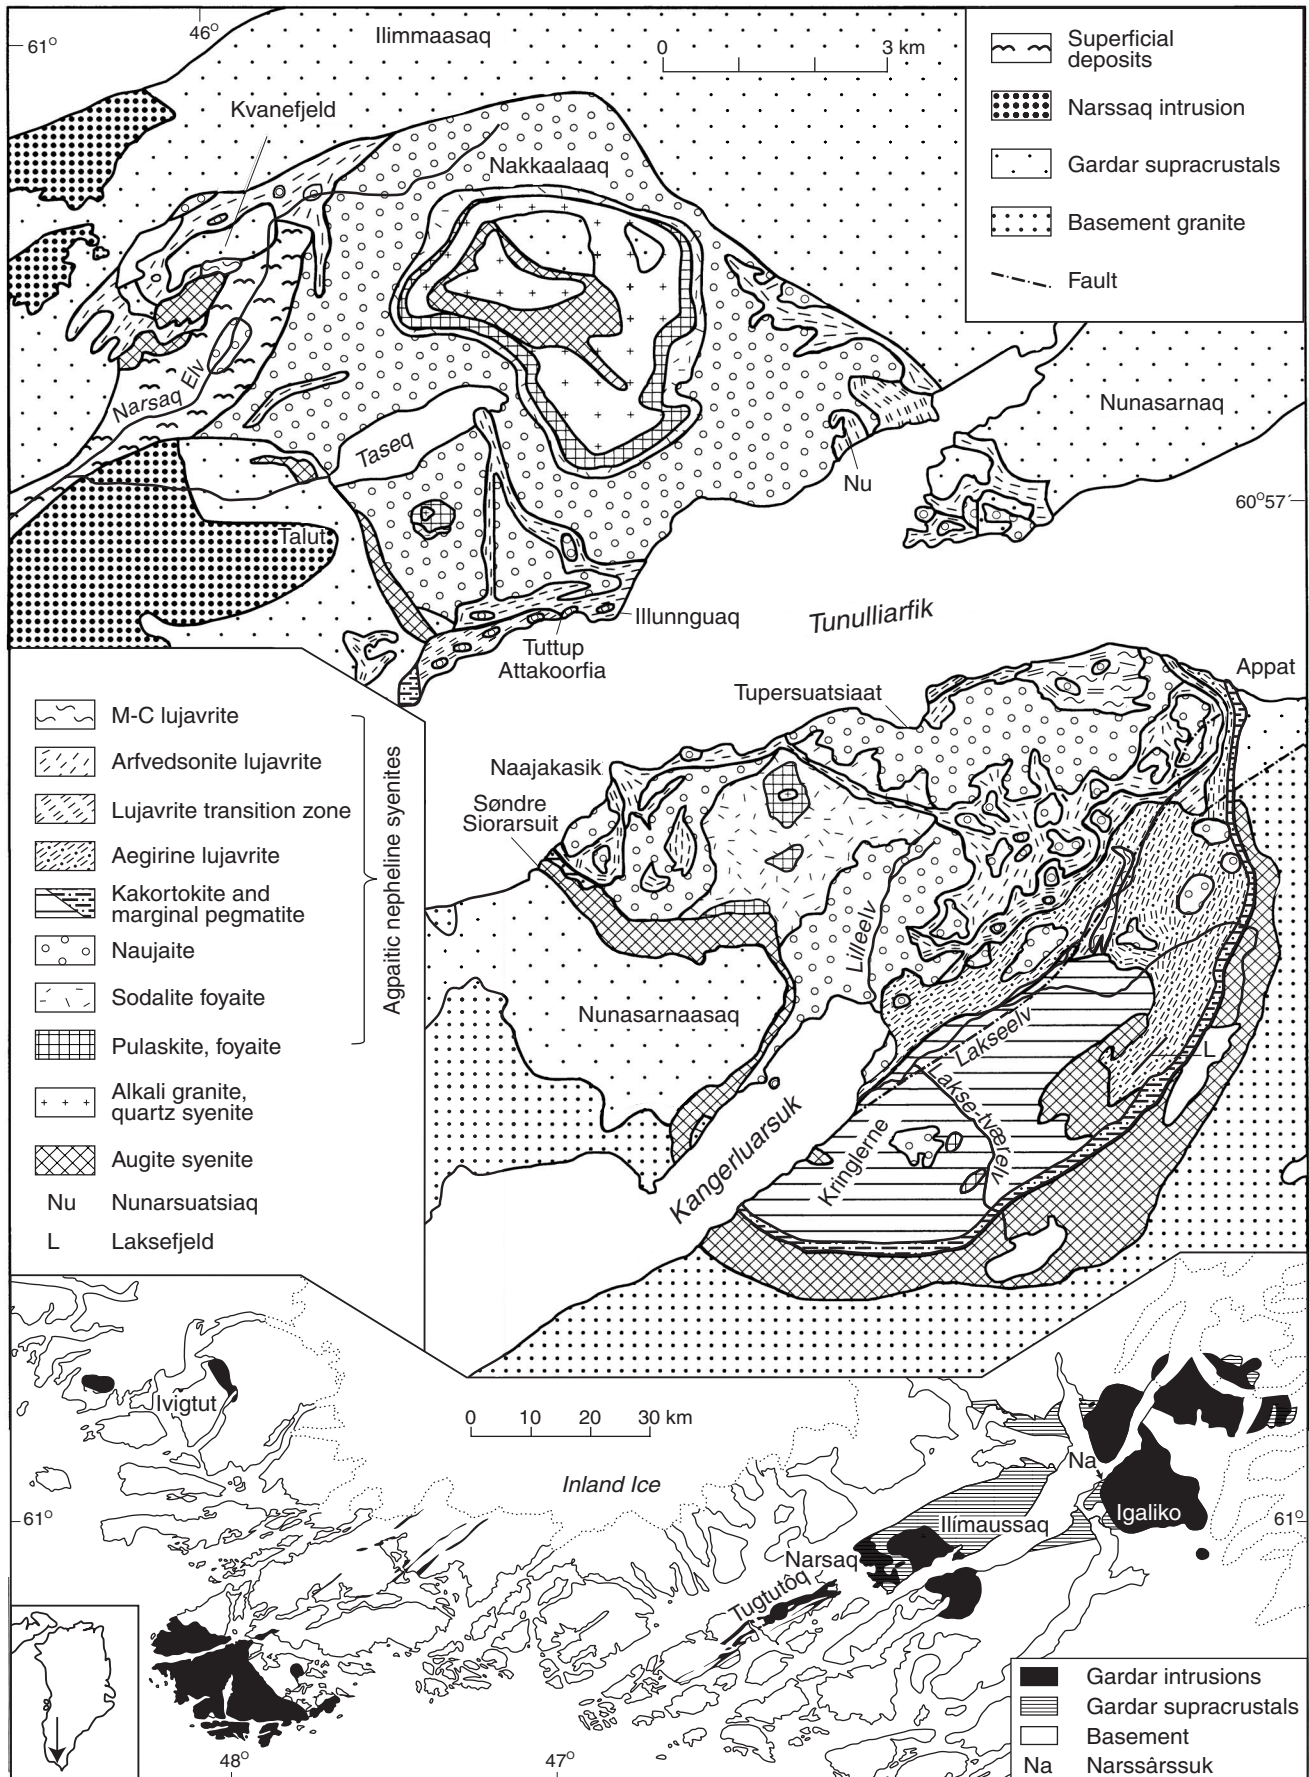 61°
46°
Ilimmaasaq
0
3 km
Kvanefjeld
Nakkaalaaq
Superficial
deposits
Narssaq intrusion
Gardar supracrustals
Basement granite
Fault
Narsaq
Elv
Taseq
Nunasarnaaq
Nu
60°57´
Talut
Illunnguaq
Tuttup
Attakoorfia
Tunulliarfik
Appat
Tupersuatsiaat
Naajakasik
Søndre
Siorarsuit
M-C lujavrite
Arfvedsonite lujavrite
Lujavrite transition zone
Aegirine lujavrite
Kakortokite and
marginal pegmatite
Naujaite
Sodalite foyaite
Pulaskite, foyaite
Alkali granite,
quartz syenite
Augite syenite
Nu Nunarsuatsiaq
L Laksefjeld
Agpaitic nepheline syenites
Lilleelv
Nunasarnaasaq
Lakseelv
L
Lakse-tværelv
Kringlerne
Kangerluarsuk
Ivigtut
0 10 20 30 km
Inland Ice
Na
Igaliko
61°
61°
Ilímaussaq
Narsaq
Tugtutôq
48°
47°
Gardar intrusions
Gardar supracrustals
Basement
Na Narssârssuk